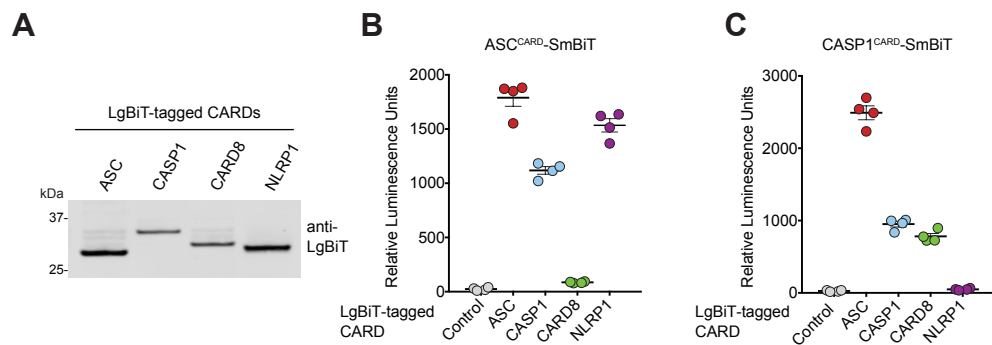 A
LgBiT-tagged CARDs
ASC
CASP1
CARD8
NLRP1
kDa
37-
25-
anti-
LgBiT
B
ASCCARD-SmBiT
Relative Luminescence Units
2000
1500
1000
500
0
LgBiT-tagged
CARD
Control
ASC
CASP1
CARD8
NLRP1
C
CASP1CARD-SmBiT
Relative Luminescence Units
3000
2000
1000
0
LgBiT-tagged
CARD
Control
ASC
CASP1
CARD8
NLRP1